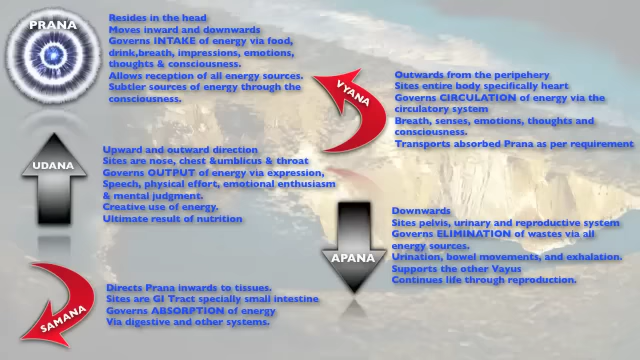 PRANA
Resides in the head
Moves inward and downwards
Governs INTAKE of energy via food,
drink,breath, impressions, emotions,
thoughts & consciousness.
Allows reception of all energy sources.
Subtler sources of energy through the
consciousness.
VYANA
Outwards from the peripehery
Sites entire body specifically heart
Governs CIRCULATION of energy via the
circulatory system
Breath, senses, emotions, thoughts and
consciousness.
Transports absorbed Prana as per requirement
UDANA
Upward and outward direction
Sites are nose, chest &umblicus & throat
Governs OUTPUT of energy via expression,
Speech, physical effort, emotional enthusiasm
& mental judgment.
Creative use of energy.
Ultimate result of nutrition
APANA
Downwards
Sites pelvis, urinary and reproductive system
Governs ELIMINATION of wastes via all
energy sources.
Urination, bowel movements, and exhalation.
Supports the other Vayus
Continues life through reproduction.
SAMANA
Directs Prana inwards to tissues.
Sites are GI Tract specially small intestine
Governs ABSORPTION of energy
Via digestive and other systems.